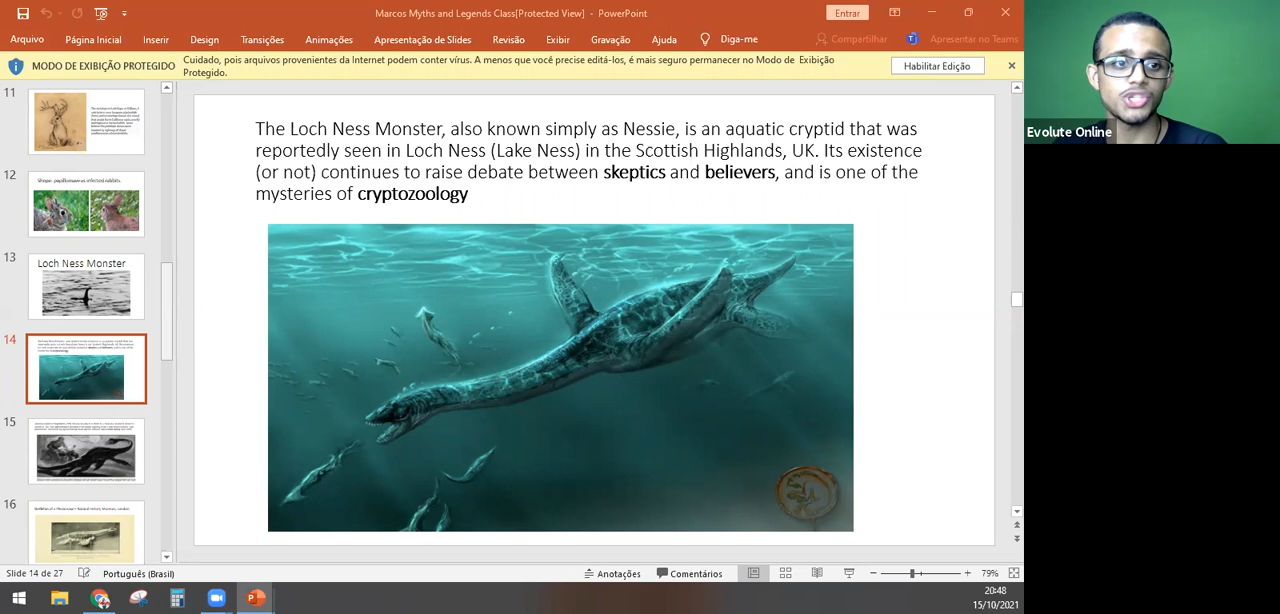 Marcos Myths and Legends Class[Protected View] - PowerPoint
Entrar
Arquivo Página Inicial Inserir Design Transições Animações Apresentação de Slides Revisão Exibir Gravação Ajuda Diga-me Compartilhar Apresentar no Teams
MODO DE EXIBIÇÃO PROTEGIDO
Cuidado, pois arquivos provenientes da Internet podem conter vírus. A menos que você precise editá-los, é mais seguro permanecer no Modo de Exibição
Protegido.
Habilitar Edição
11
12
13
Loch Ness Monster
14
15
16
The Loch Ness Monster, also known simply as Nessie, is an aquatic cryptid that was
reportedly seen in Loch Ness (Lake Ness) in the Scottish Highlands, UK. Its existence
(or not) continues to raise debate between skeptics and believers, and is one of the
mysteries of cryptozoology
Evolute Online
Slide 14 de 27 Português (Brasil) Anotações Comentários 79%
20:48
15/10/2021